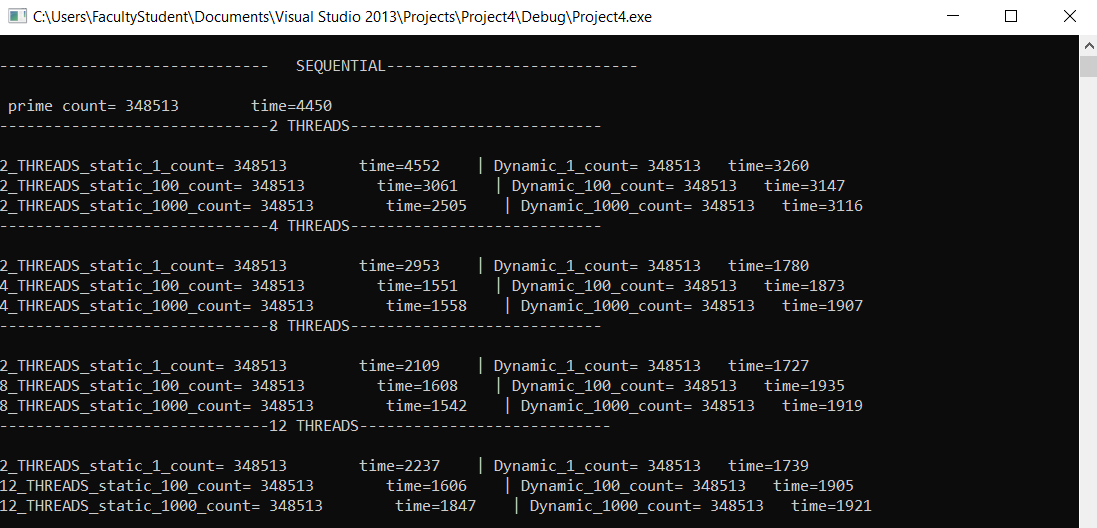 C:\Users\FacultyStudent\Documents\Visual Studio 2013\Projects\Project4\Debug\Project4.exe
------------------------------   SEQUENTIAL----------------------------
 prime count= 348513        time=4450
------------------------------2 THREADS----------------------------
2_THREADS_static_1_count= 348513        time=4552    | Dynamic_1_count= 348513   time=3260
2_THREADS_static_100_count= 348513        time=3061    | Dynamic_100_count= 348513   time=3147
2_THREADS_static_1000_count= 348513        time=2505    | Dynamic_1000_count= 348513   time=3116
------------------------------4 THREADS----------------------------
2_THREADS_static_1_count= 348513        time=2953    | Dynamic_1_count= 348513   time=1780
4_THREADS_static_100_count= 348513        time=1551    | Dynamic_100_count= 348513   time=1873
4_THREADS_static_1000_count= 348513        time=1558    | Dynamic_1000_count= 348513   time=1907
------------------------------8 THREADS----------------------------
2_THREADS_static_1_count= 348513        time=2109    | Dynamic_1_count= 348513   time=1727
8_THREADS_static_100_count= 348513        time=1608    | Dynamic_100_count= 348513   time=1935
8_THREADS_static_1000_count= 348513        time=1542    | Dynamic_1000_count= 348513   time=1919
------------------------------12 THREADS----------------------------
2_THREADS_static_1_count= 348513        time=2237    | Dynamic_1_count= 348513   time=1739
12_THREADS_static_100_count= 348513        time=1606    | Dynamic_100_count= 348513   time=1905
12_THREADS_static_1000_count= 348513        time=1847    | Dynamic_1000_count= 348513   time=1921